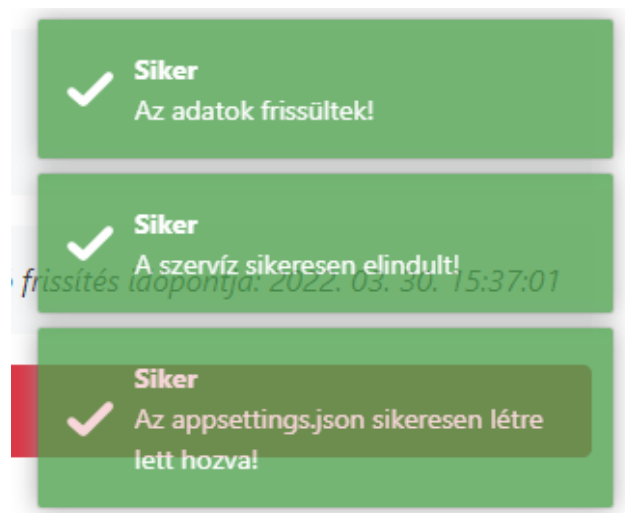 Siker
Az adatok frissültek!
Siker
A szervíz sikeresen elindult!
frissítés időpontja: 2022. 03. 30. 15:37:01
Siker
Az appsettings.json sikeresen létre
lett hozva!